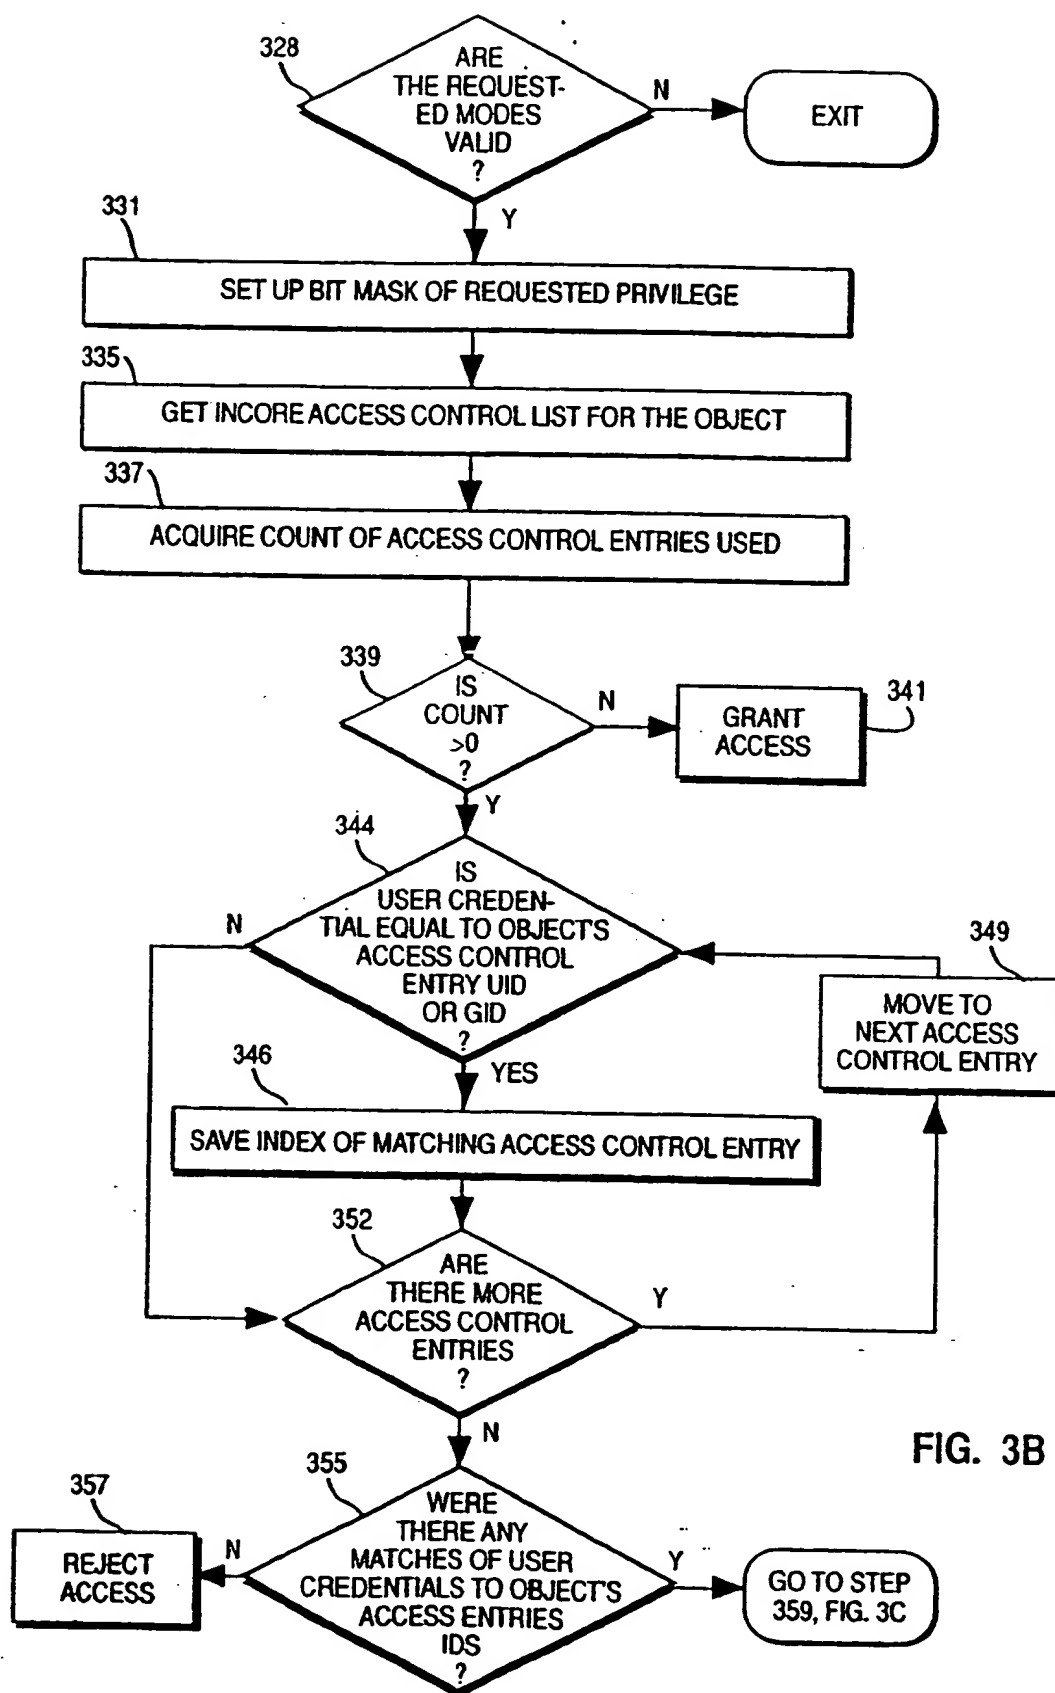 328
ARE
THE REQUEST-
ED MODES
VALID
?
N
EXIT
Y
331
SET UP BIT MASK OF REQUESTED PRIVILEGE
335
GET INCORE ACCESS CONTROL LIST FOR THE OBJECT
337
ACQUIRE COUNT OF ACCESS CONTROL ENTRIES USED
339
IS
COUNT
>0
?
N
GRANT
ACCESS
341
Y
344
IS
USER CREDEN-
TIAL EQUAL TO OBJECT'S
ACCESS CONTROL
ENTRY UID
OR GID
?
N
349
MOVE TO
NEXT ACCESS
CONTROL ENTRY
YES
346
SAVE INDEX OF MATCHING ACCESS CONTROL ENTRY
352
ARE
THERE MORE
ACCESS CONTROL
ENTRIES
?
Y
N
FIG. 3B
355
WERE
THERE ANY
MATCHES OF USER
CREDENTIALS TO OBJECT'S
ACCESS ENTRIES
IDS
?
357
N
REJECT
ACCESS
Y
GO TO STEP
359, FIG. 3C